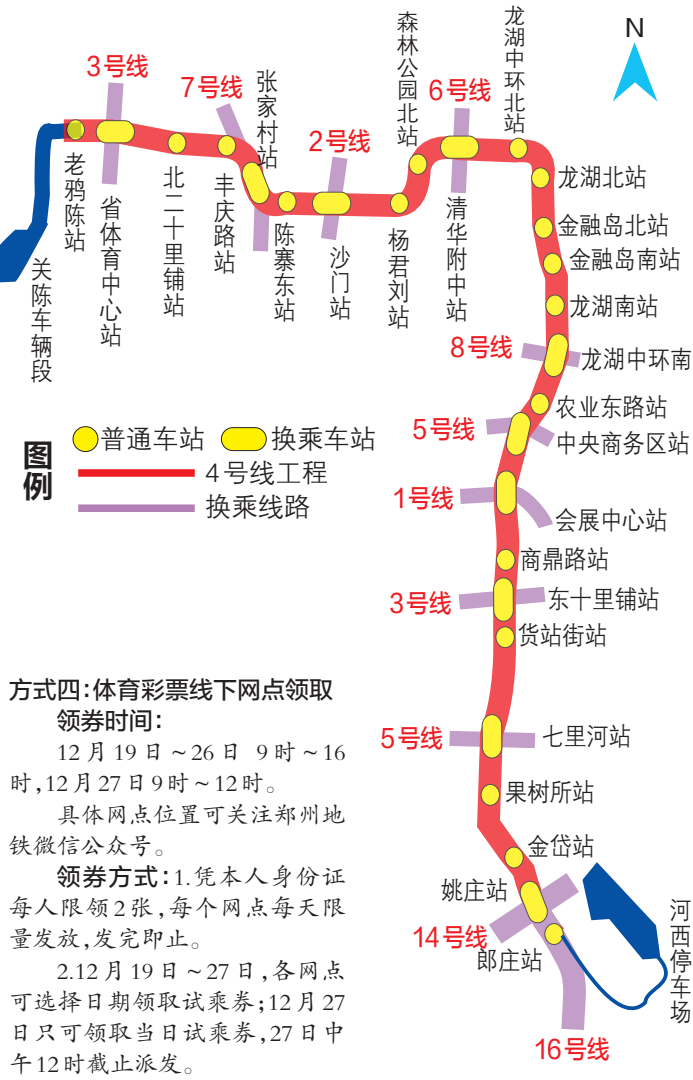 N
3号线
7号线
张家村站
2号线
森林公园北站
6号线
龙湖中环北站
老鸦陈站
省体育中心站
北二十里铺站
丰庆路站
陈寨东站
沙门站
杨君刘站
清华附中站
关陈车辆段
龙湖北站
金融岛北站
金融岛南站
龙湖南站
8号线
龙湖中环南
农业东路站
5号线
中央商务区站
1号线
会展中心站
商鼎路站
3号线
东十里铺站
货站街站
5号线
七里河站
果树所站
金岱站
姚庄站
14号线
郎庄站
河西停车场
16号线
图例
普通车站
换乘车站
4号线工程
换乘线路
方式四:体育彩票线下网点领取
领券时间:
12月19日~26日 9时~16
时,12月27日9时~12时。
具体网点位置可关注郑州地
铁微信公众号。
领券方式:1.凭本人身份证
每人限领2张,每个网点每天限
量发放,发完即止。
2.12月19日~27日,各网点
可选择日期领取试乘券;12月27
日只可领取当日试乘券,27日中
午12时截止派发。